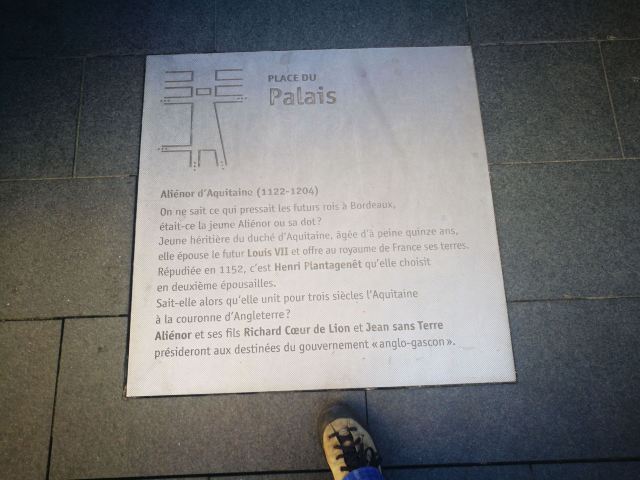 PLACE DU
Palais
Aliénor d'Aquitaine (1122-1204)
On ne sait ce qui pressait les futurs rois à Bordeaux,
était-ce la jeune Aliénor ou sa dot ?
Jeune héritière du duché d'Aquitaine, âgée d'à peine quinze ans,
elle épouse le futur Louis VII et offre au royaume de France ses terres.
Répudiée en 1152, c'est Henri Plantagenêt qu'elle choisit
en deuxième épousailles.
Sait-elle alors qu'elle unit pour trois siècles l'Aquitaine
à la couronne d'Angleterre ?
Aliénor et ses fils Richard Cœur de Lion et Jean sans Terre
présideront aux destinées du gouvernement «anglo-gascon».